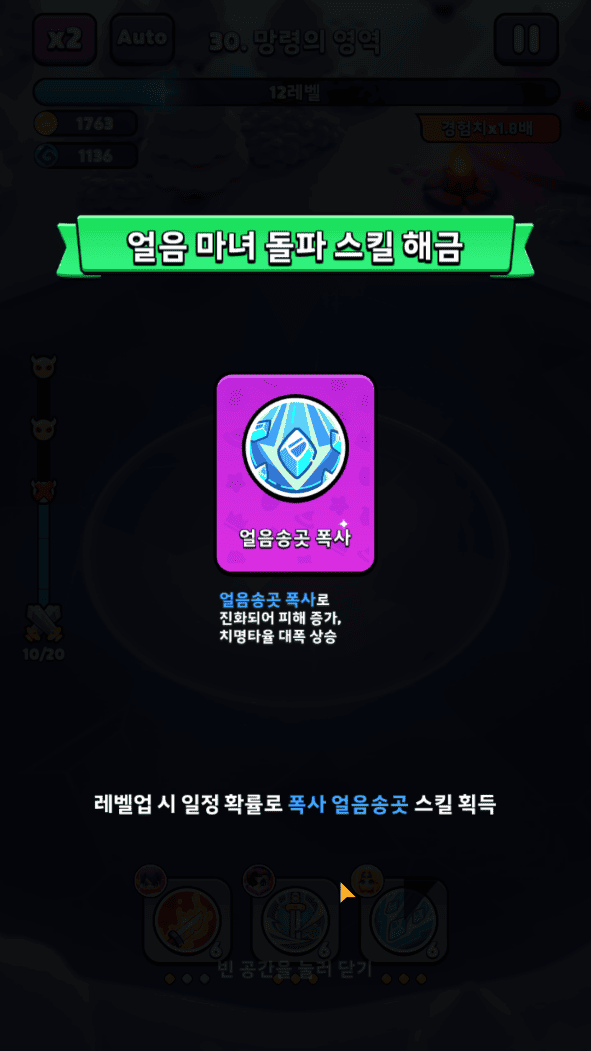 x2
Auto
30. 망령의 영역
12레벨
1763
1136
경험치x1.8배
얼음 마녀 돌파 스킬 해금
얼음송곳 폭사
얼음송곳 폭사로
진화되어 피해 증가,
치명타율 대폭 상승
10/20
레벨업 시 일정 확률로 폭사 얼음송곳 스킬 획득
6
6
6
빈 공간을 눌러 닫기